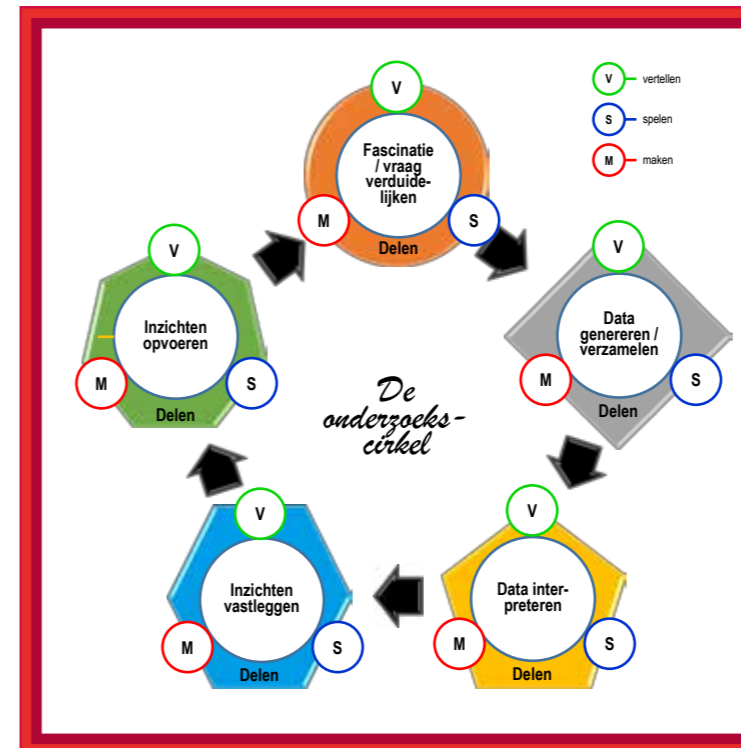 V
vertellen
S
spelen
M
maken
V
Fascinatie
/ vraag
verduide-
lijken
M
S
Delen
V
Data
genereren /
verzamelen
M
S
Delen
V
Data inter-
preteren
M
S
Delen
V
Inzichten
vastleggen
M
S
Delen
V
Inzichten
opvoeren
M
S
Delen
De
onderzoeks-
cirkel